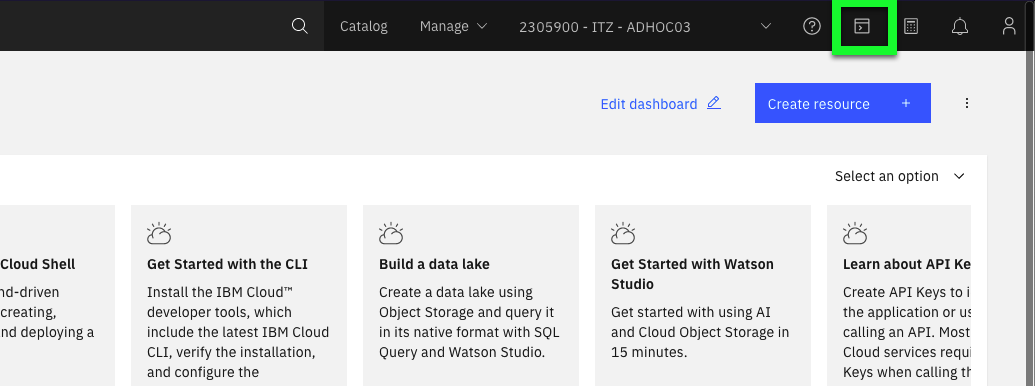 Catalog
Manage
2305900 - ITZ - ADHOC03
Edit dashboard
Create resource +
Select an option
Cloud Shell
nd-driven
creating,
nd deploying a
Get Started with the CLI
Install the IBM Cloud™
developer tools, which
include the latest IBM Cloud
CLI, verify the installation,
and configure the
Build a data lake
Create a data lake using
Object Storage and query it
in its native format with SQL
Query and Watson Studio.
Get Started with Watson
Studio
Get started with using AI
and Cloud Object Storage in
15 minutes.
Learn about API Ke
Create API Keys to i
the application or us
calling an API. Most
Cloud services requi
Keys when calling th